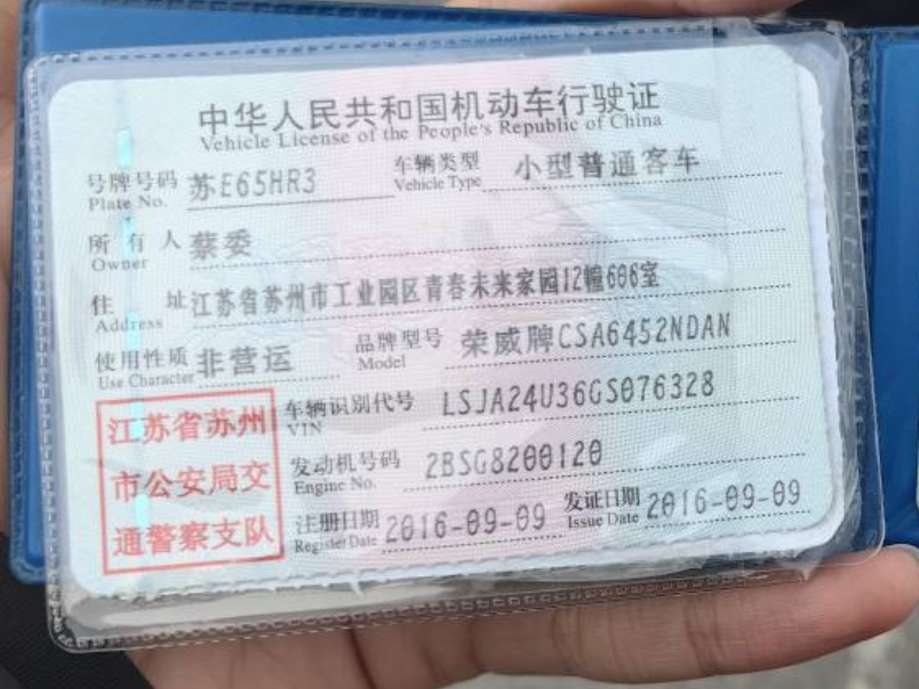 中华人民共和国机动车行驶证
Vehicle License of the People's Republic of China
号牌号码 苏E65HR3 车辆类型 小型普通客车
Plate No. Vehicle Type
所有人 蔡委
Owner
住址 江苏省苏州市工业园区青春未来家园12幢606室
Address
使用性质 非营运 品牌型号 荣威牌CSA6452NDAN
Use Character Model
江苏省苏州 车辆识别代号 LSJA24U36GS076328
VIN
市公安局交 发动机号码 2BSG8200120
Engine No.
通警察支队 注册日期 2016-09-09 发证日期 2016-09-09
Register Date Issue Date